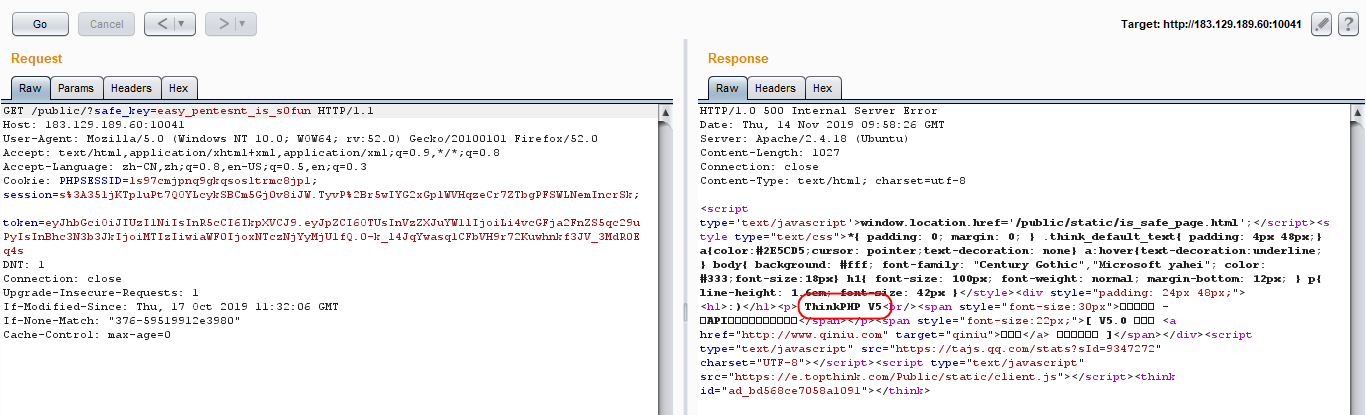 Go
Cancel
<
>
Target: http://183.129.189.60:10041
?
Request
Raw
Params
Headers
Hex
GET /public/?safe_key=easy_pentesnt_is_s0fun HTTP/1.1
Host: 183.129.189.60:10041
User-Agent: Mozilla/5.0 (Windows NT 10.0; WOW64; rv:52.0) Gecko/20100101 Firefox/52.0
Accept: text/html,application/xhtml+xml,application/xml;q=0.9,*/*;q=0.8
Accept-Language: zh-CN,zh;q=0.8,en-US;q=0.5,en;q=0.3
DNT: 1
Connection: close
Upgrade-Insecure-Requests: 1
If-Modified-Since: Thu, 17 Oct 2019 11:32:06 GMT
If-None-Match: "376-59519912e3980"
Cache-Control: max-age=0
Response
Raw
Headers
Hex
HTTP/1.0 500 Internal Server Error
Date: Thu, 14 Nov 2019 09:58:26 GMT
Server: Apache/2.4.18 (Ubuntu)
Content-Length: 1027
Connection: close
Content-Type: text/html; charset=utf-8
<script
type='text/javascript'>window.location.href='/public/static/is_safe_page.html';</script><s
tyle type="text/css">*{ padding: 0; margin: 0; } .think_default_text{ padding: 4px 48px;}
a{color:#2E5CD5;cursor: pointer;text-decoration: none} a:hover{text-decoration:underline;
} body{ background: #fff; font-family: "Century Gothic","Microsoft yahei"; color:
#333;font-size:18px} h1{ font-size: 100px; font-weight: normal; margin-bottom: 12px; } p{
line-height: 1.6em; font-size: 42px }</style><div style="padding: 24px 48px;">
<h1>:)</h1><p> ThinkPHP V5<br/><span style="font-size:30px">
API</span></p><span style="font-size:22px;">[ V5.0 <a
href="http://www.qiniu.com" target="qiniu"></a> ]</span></div><script
type="text/javascript" src="https://tajs.qq.com/stats?sId=9347272"
charset="UTF-8"></script><script type="text/javascript"
src="https://e.topthink.com/Public/static/client.js"></script><think
id="ad_bd568ce7058a1091"></think>